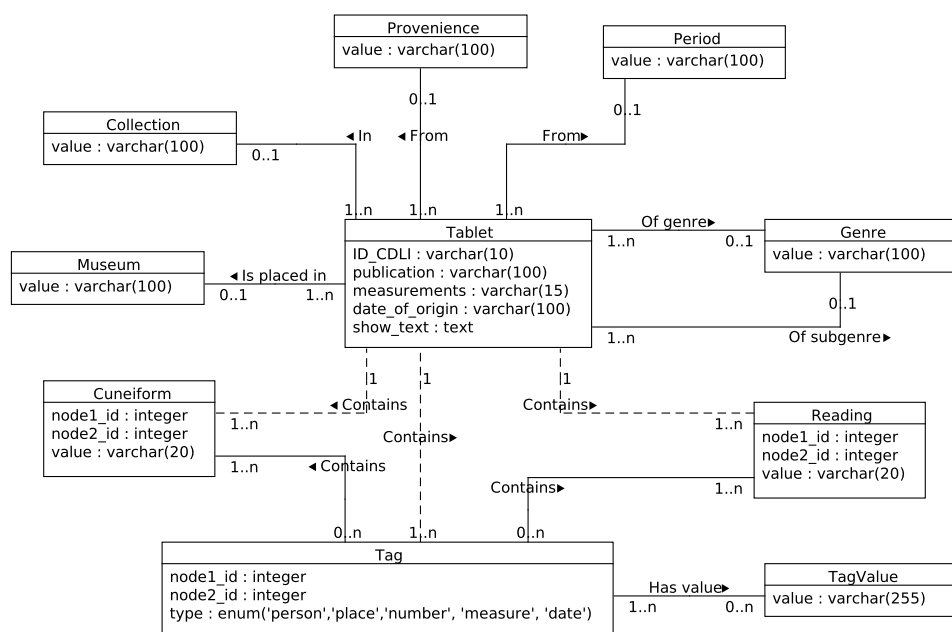 Provenience
value : varchar(100)
0..1
◄ From
1..n
Period
value : varchar(100)
0..1
From►
1..n
Collection
value : varchar(100)
0..1
◄ In
1..n
Tablet
ID_CDLI : varchar(10)
publication : varchar(100)
measurements : varchar(15)
date_of_origin : varchar(100)
show_text : text
Of genre►
1..n
0..1
Genre
value : varchar(100)
0..1
1..n
Of subgenre►
Museum
value : varchar(100)
◄ Is placed in
0..1
1..n
1
1
1
Cuneiform
node1_id : integer
node2_id : integer
value : varchar(20)
◄ Contains
1..n
Contains►
Contains►
1..n
Reading
node1_id : integer
node2_id : integer
value : varchar(20)
1..n
◄ Contains
Contains►
1..n
0..n
1..n
0..n
Tag
node1_id : integer
node2_id : integer
type : enum('person','place','number', 'measure', 'date')
Has value►
1..n
0..n
TagValue
value : varchar(255)